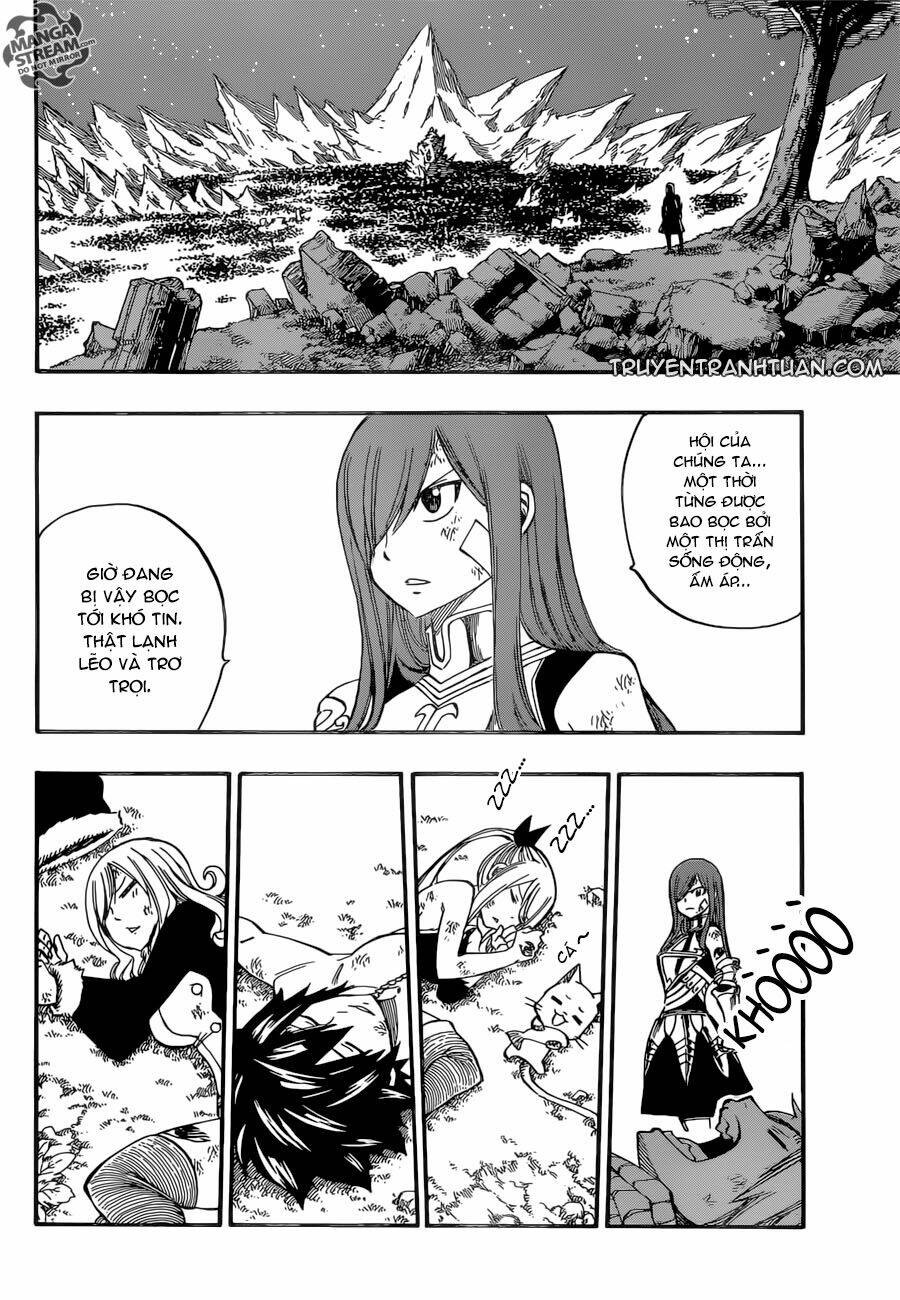 MANGA
STREAM.com
DO NOT MIRROR
TRUYENTRANHTUAN.COM
HỘI CỦA
CHÚNG TA...
MỘT THỜI
TỪNG ĐƯỢC
BAO BỌC BỞI
MỘT THỊ TRẤN
SỐNG ĐỘNG,
ẤM ÁP...
GIỜ ĐANG
BỊ VÂY BỌC
TỚI KHÓ TIN.
THẬT LẠNH
LẼO VÀ TRƠ
TRỌI.
KHÒOOOO
ZZZ...
ZZZ...
CÁ~